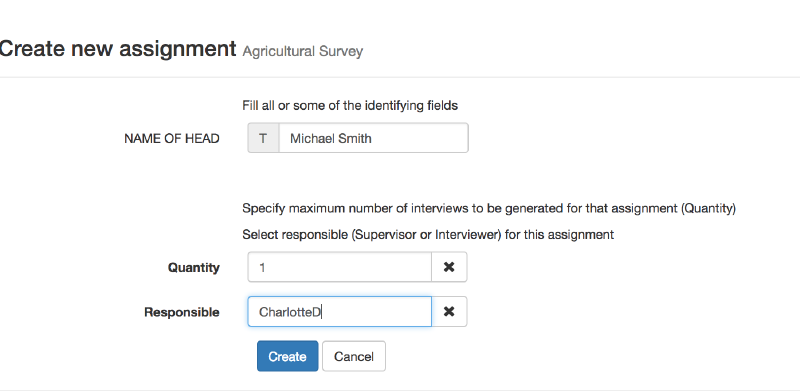 Create new assignment Agricultural Survey
Fill all or some of the identifying fields
NAME OF HEAD T Michael Smith
Specify maximum number of interviews to be generated for that assignment (Quantity)
Select responsible (Supervisor or Interviewer) for this assignment
Quantity 1 ✖
Responsible CharlotteD ✖
Create Cancel